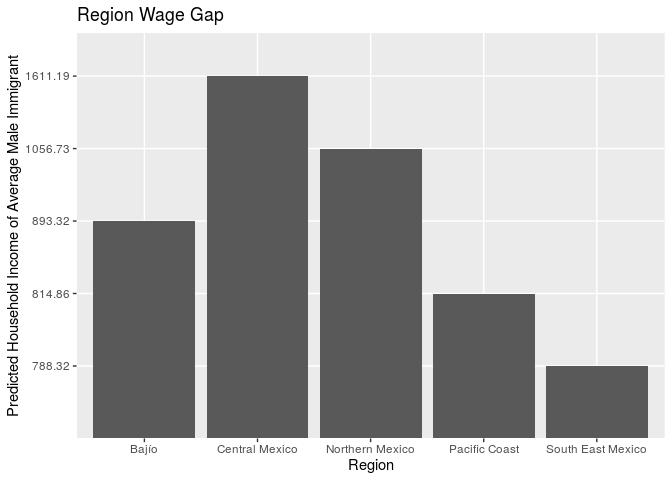 Region Wage Gap
Predicted Household Income of Average Male Immigrant
1611.19
1056.73
893.32
814.86
788.32
Bajío
Central Mexico
Northern Mexico
Pacific Coast
South East Mexico
Region